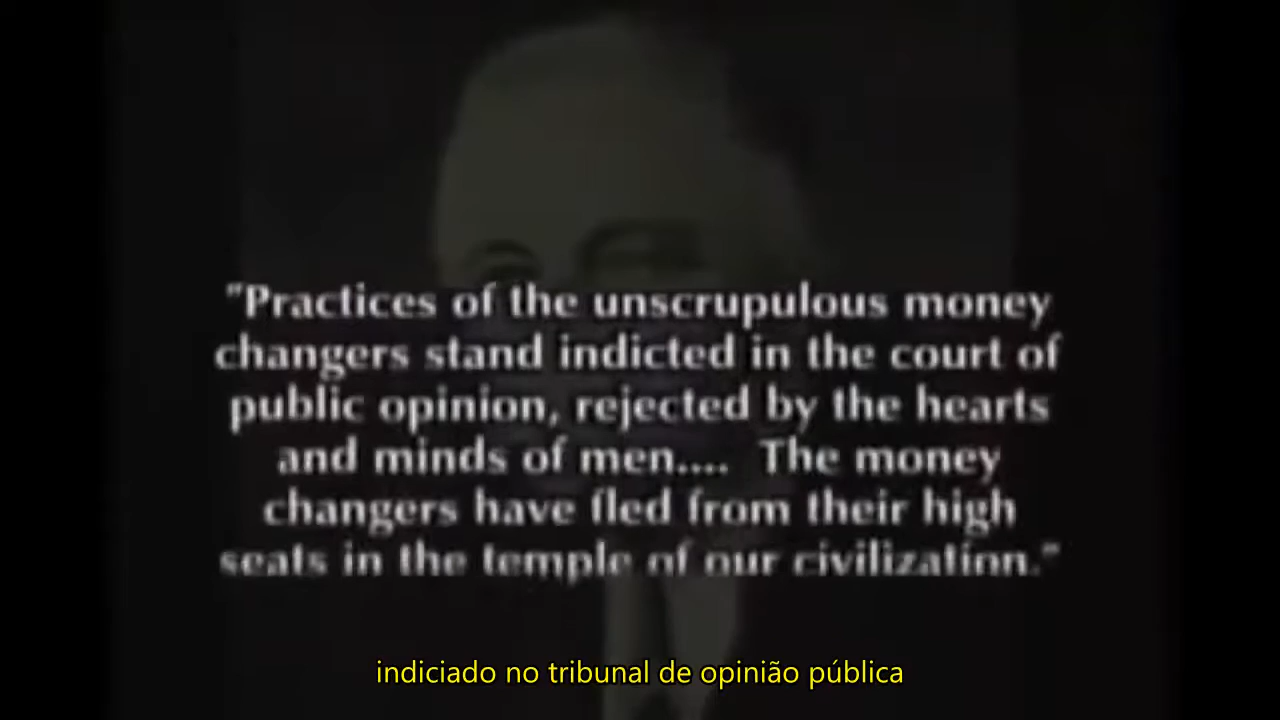 "Practices of the unscrupulous money
changers stand indicted in the court of
public opinion, rejected by the hearts
and minds of men.... The money
changers have fled from their high
seats in the temple of our civilization."
indiciado no tribunal de opinião pública